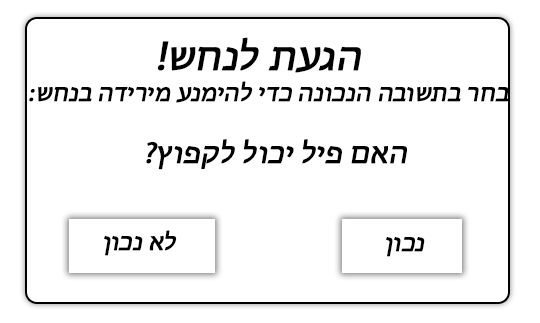 הגעת לנחש!
בחר בתשובה הנכונה כדי להימנע מירידה בנחש:
האם פיל יכול לקפוץ?
נכון
לא נכון